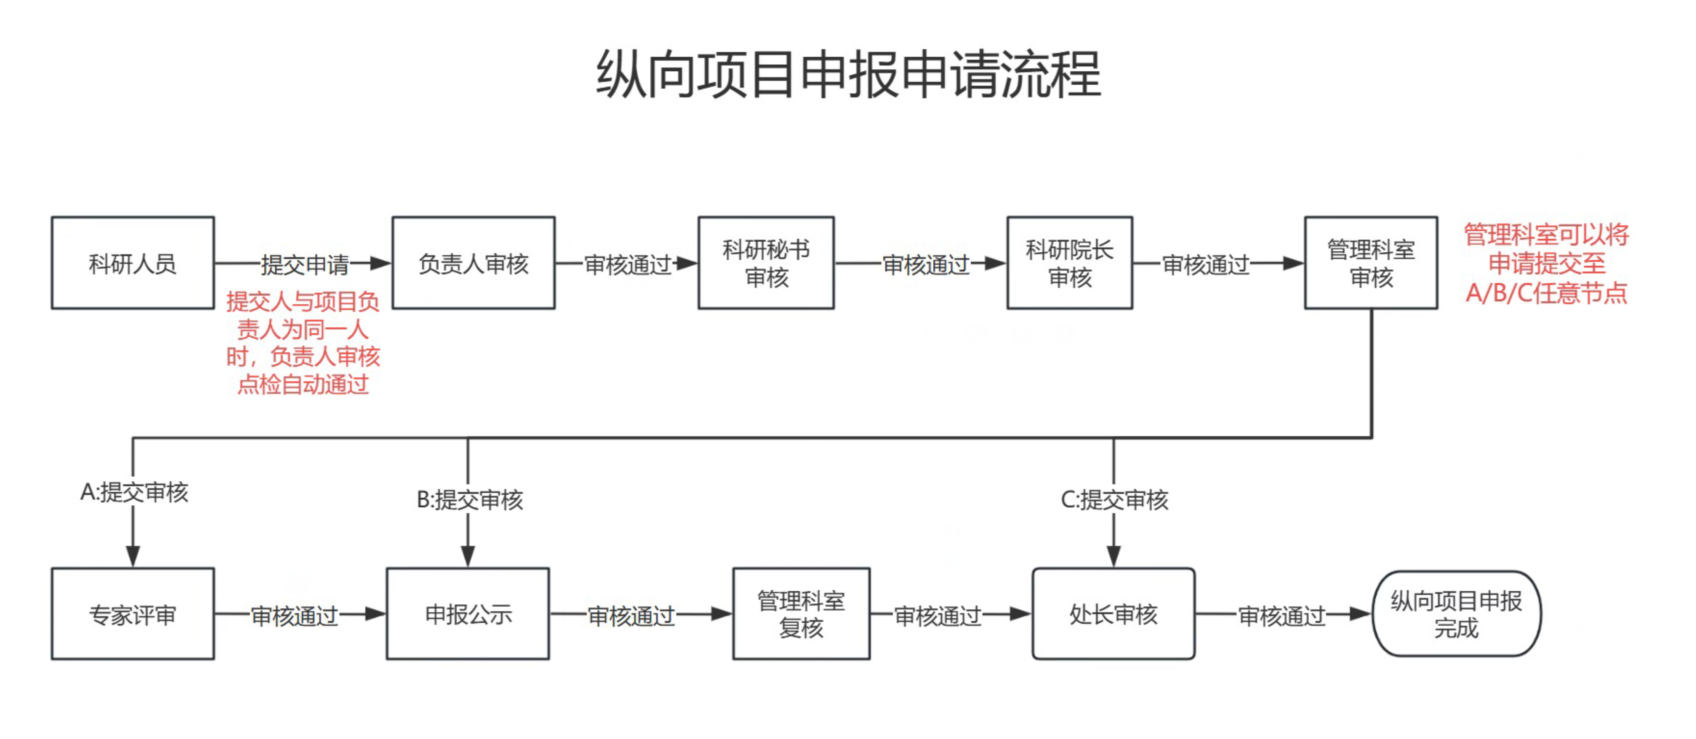 纵向项目申报申请流程
科研人员
提交申请
负责人审核
审核通过
科研秘书
审核
审核通过
科研院长
审核
审核通过
管理科室
审核
管理科室可以将
申请提交至
A/B/C任意节点
提交人与项目负
责人为同一人
时，负责人审核
点检自动通过
A:提交审核
B:提交审核
C:提交审核
专家评审
审核通过
申报公示
审核通过
管理科室
复核
审核通过
处长审核
审核通过
纵向项目申报
完成